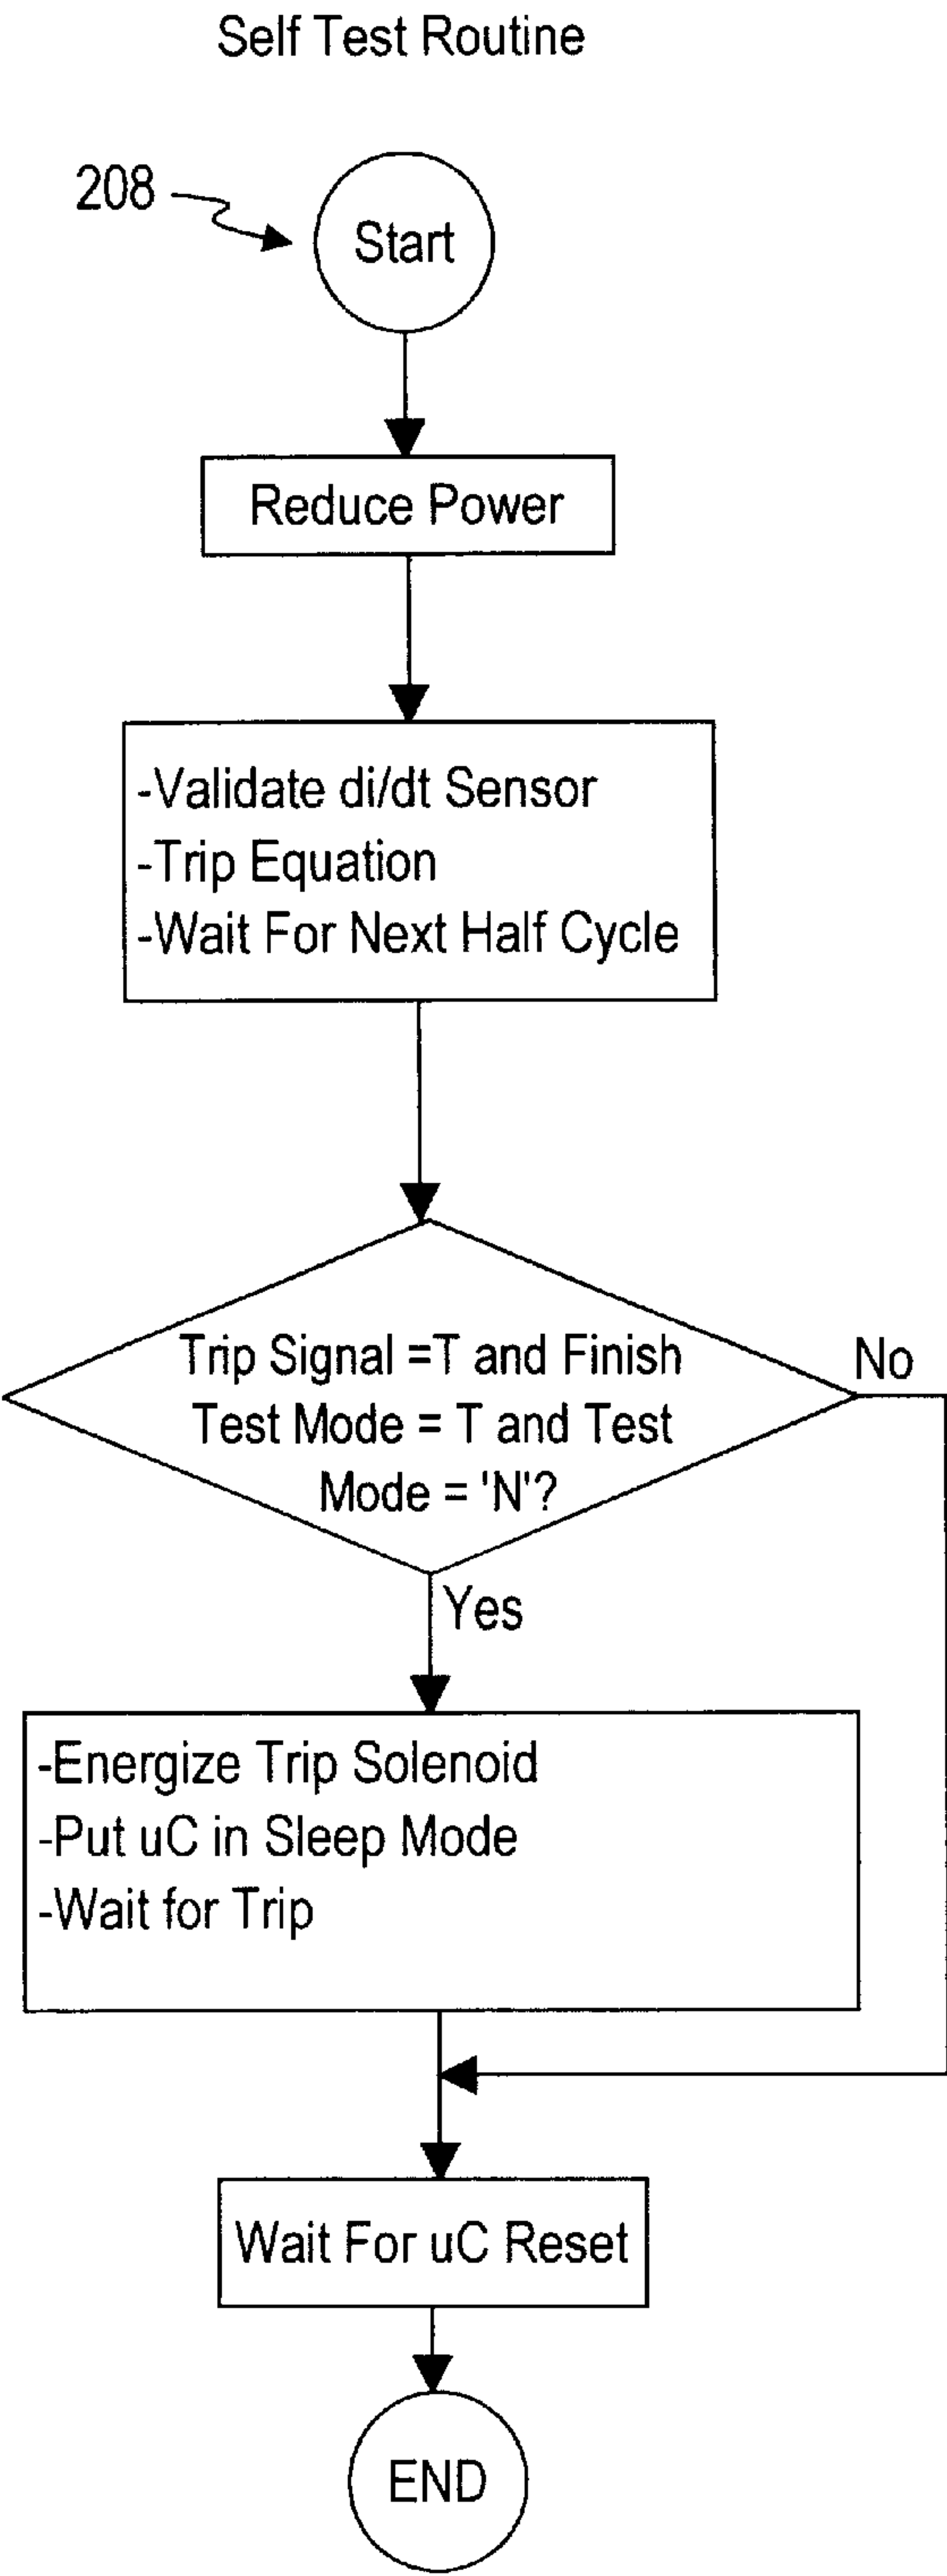 Self Test Routine
208
Start
Reduce Power
-Validate di/dt Sensor
-Trip Equation
-Wait For Next Half Cycle
Trip Signal =T and Finish
Test Mode = T and Test
Mode = 'N'?
No
Yes
-Energize Trip Solenoid
-Put uC in Sleep Mode
-Wait for Trip
Wait For uC Reset
END